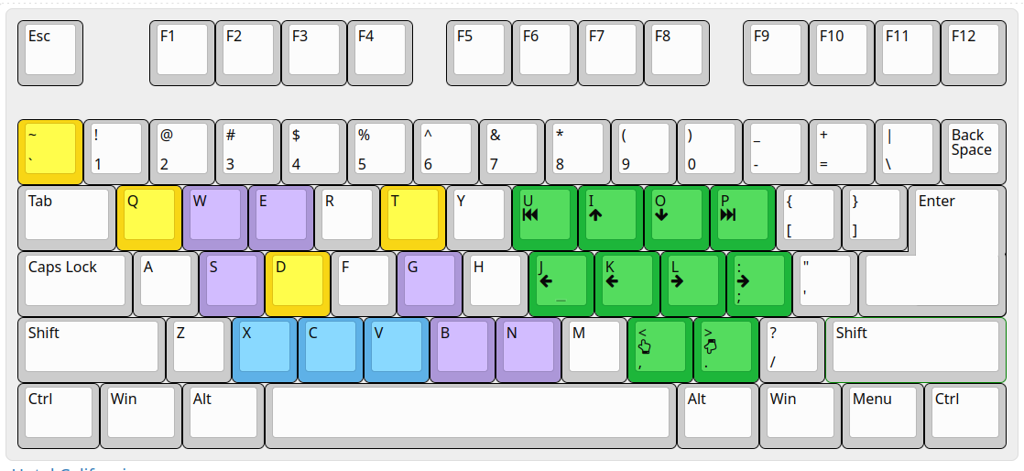 Esc F1 F2 F3 F4 F5 F6 F7 F8 F9 F10 F11 F12
~ ! @ # $ % ^ & * ( ) _ + | Back Space
` 1 2 3 4 5 6 7 8 9 0 - = \
Tab Q W E R T Y U I O P { } Enter
[ ]
Caps Lock A S D F G H J K L : "
_ ; '
Shift Z X C V B N M < > ? Shift
, . /
Ctrl Win Alt Alt Win Menu Ctrl